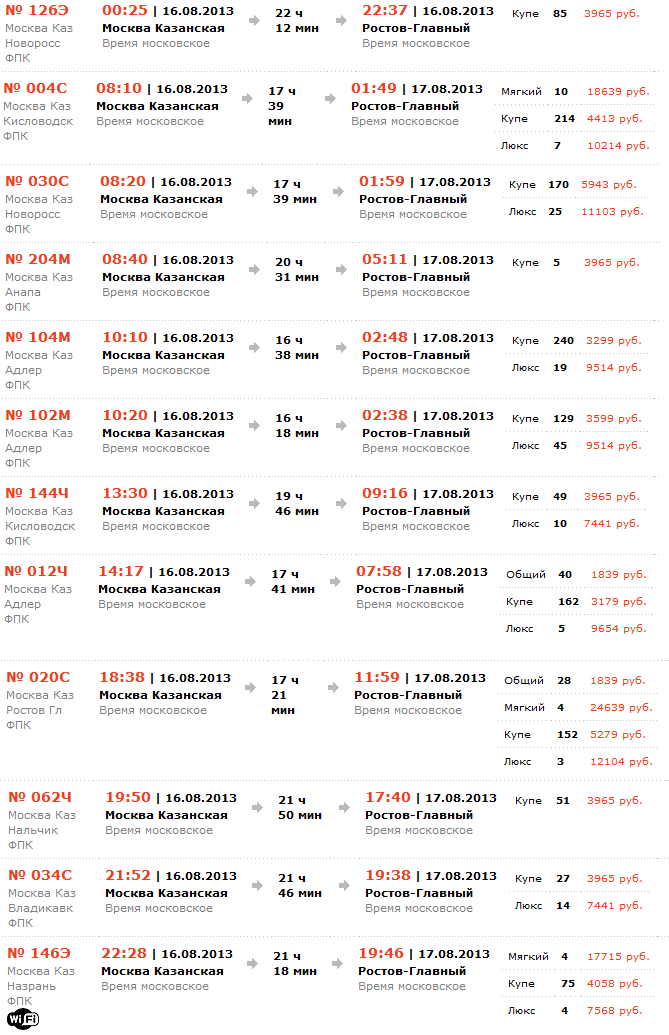 № 126Э 00:25 | 16.08.2013 22 ч 22:37 | 16.08.2013 Купе 85 3965 руб.
Москва Каз Москва Казанская 12 мин Ростов-Главный
Новоросс Время московское Время московское
ФПК
№ 004С 08:10 | 16.08.2013 17 ч 01:49 | 17.08.2013 Мягкий 10 18639 руб.
Москва Каз Москва Казанская 39 Ростов-Главный
Кисловодск Время московское мин Время московское Купе 214 4413 руб.
ФПК
Люкс 7 10214 руб.
№ 030С 08:20 | 16.08.2013 17 ч 01:59 | 17.08.2013 Купе 170 5943 руб.
Москва Каз Москва Казанская 39 мин Ростов-Главный
Новоросс Время московское Время московское Люкс 25 11103 руб.
ФПК
№ 204М 08:40 | 16.08.2013 20 ч 05:11 | 17.08.2013 Купе 5 3965 руб.
Москва Каз Москва Казанская 31 мин Ростов-Главный
Анапа Время московское Время московское
ФПК
№ 104М 10:10 | 16.08.2013 16 ч 02:48 | 17.08.2013 Купе 240 3299 руб.
Москва Каз Москва Казанская 38 мин Ростов-Главный
Адлер Время московское Время московское Люкс 19 9514 руб.
ФПК
№ 102М 10:20 | 16.08.2013 16 ч 02:38 | 17.08.2013 Купе 129 3599 руб.
Москва Каз Москва Казанская 18 мин Ростов-Главный
Адлер Время московское Время московское Люкс 45 9514 руб.
ФПК
№ 144Ч 13:30 | 16.08.2013 19 ч 09:16 | 17.08.2013 Купе 49 3965 руб.
Москва Каз Москва Казанская 46 мин Ростов-Главный
Кисловодск Время московское Время московское Люкс 10 7441 руб.
ФПК
№ 012Ч 14:17 | 16.08.2013 17 ч 07:58 | 17.08.2013 Общий 40 1839 руб.
Москва Каз Москва Казанская 41 мин Ростов-Главный
Адлер Время московское Время московское Купе 162 3179 руб.
ФПК
Люкс 5 9654 руб.
№ 020С 18:38 | 16.08.2013 17 ч 11:59 | 17.08.2013 Общий 28 1839 руб.
Москва Каз Москва Казанская 21 Ростов-Главный
Ростов Гл Время московское мин Время московское Мягкий 4 24639 руб.
ФПК
Купе 152 5279 руб.
Люкс 3 12104 руб.
№ 062Ч 19:50 | 16.08.2013 21 ч 17:40 | 17.08.2013 Купе 51 3965 руб.
Москва Каз Москва Казанская 50 мин Ростов-Главный
Нальчик Время московское Время московское
ФПК
№ 034С 21:52 | 16.08.2013 21 ч 19:38 | 17.08.2013 Купе 27 3965 руб.
Москва Каз Москва Казанская 46 мин Ростов-Главный
Владикавк Время московское Время московское Люкс 14 7441 руб.
ФПК
№ 146Э 22:28 | 16.08.2013 21 ч 19:46 | 17.08.2013 Мягкий 4 17715 руб.
Москва Каз Москва Казанская 18 мин Ростов-Главный
Назрань Время московское Время московское Купе 75 4058 руб.
ФПК
WiFi Люкс 4 7568 руб.